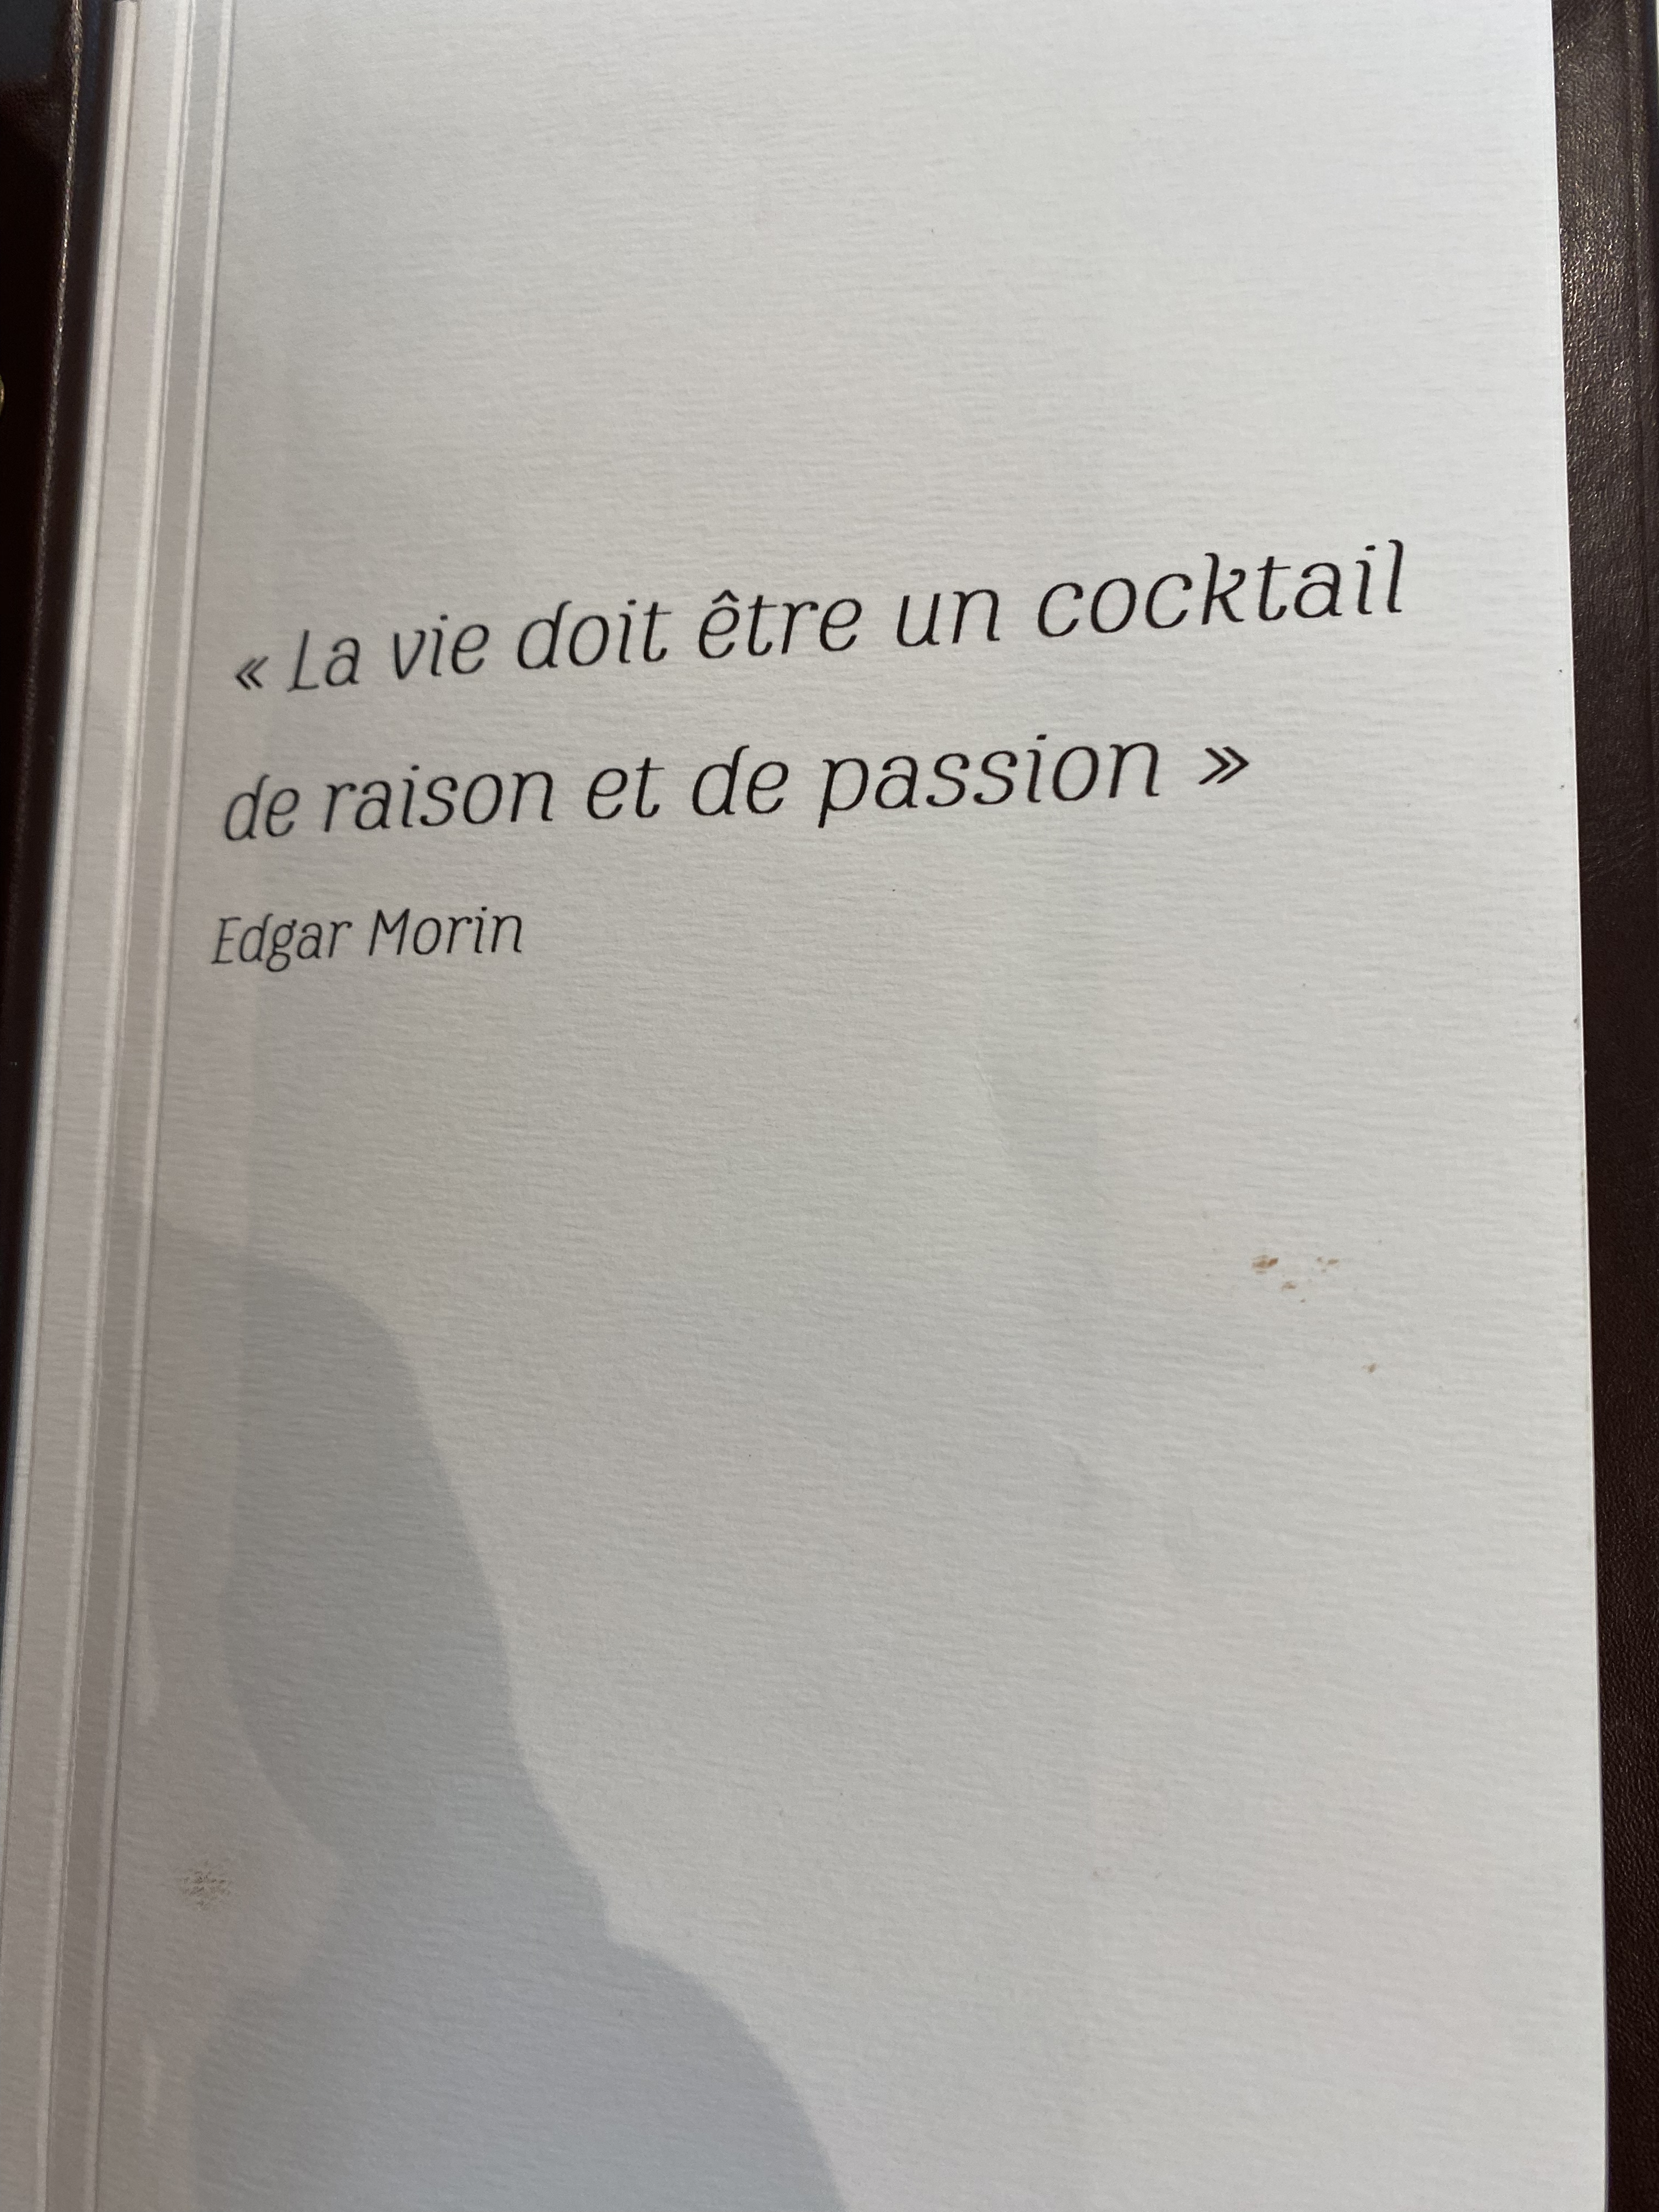 « La vie doit être un cocktail
de raison et de passion »
Edgar Morin